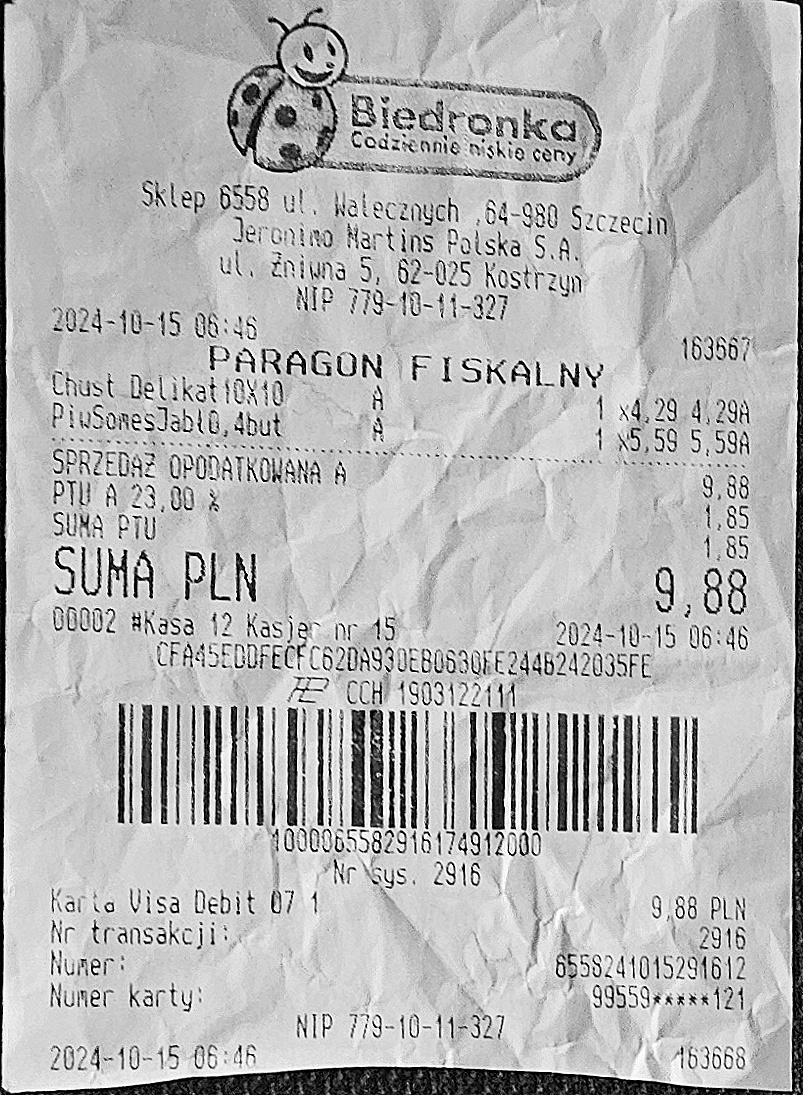 Biedronka
Codziennie niskie ceny
Sklep 6558 ul. Walecznych ,64-980 Szczecin
Jeronimo Martins Polska S.A.
ul. Żniwna 5, 62-025 Kostrzyn
NIP 779-10-11-327
2024-10-15 06:46 163667
PARAGON FISKALNY
Chust Delikat10X10 A 1 x4,29 4,29A
PiwSomesJabł0,4but A 1 x5,59 5,59A
SPRZEDAŻ OPODATKOWANA A 9,88
PTU A 23,00 % 1,85
SUMA PTU 1,85
SUMA PLN 9,88
00002 #Kasa 12 Kasjer nr 15 2024-10-15 06:46
CFA45EDDFECFC62DA930EB0630FE244B242035FE
CCH 1903122111
1000065582916174912000
Nr sys. 2916
Karta Visa Debit 07 1 9,88 PLN
Nr transakcji: 2916
Numer: 6558241015291612
Numer karty: 99559*****121
NIP 779-10-11-327
2024-10-15 06:46 163668